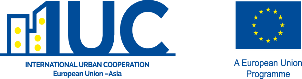 IUC
INTERNATIONAL URBAN COOPERATION
European Union – Asia
A European Union
Programme